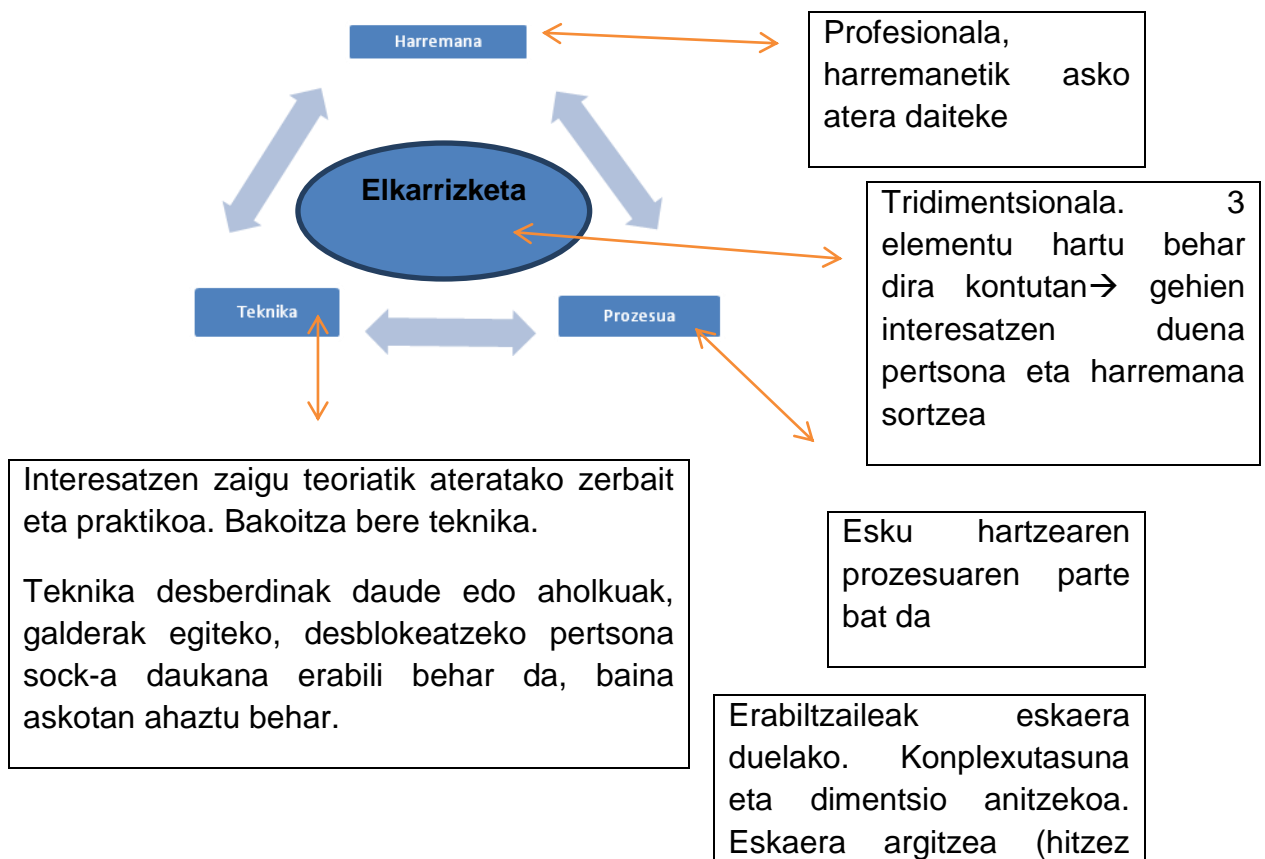 Harremana
Profesionala,
harremanetik asko
atera daiteke
Elkarrizketa
Tridimentsionala. 3
elementu hartu behar
dira kontutan→ gehien
interesatzen duena
pertsona eta harremana
sortzea
Teknika
Prozesua
Interesatzen zaigu teoriatik ateratako zerbait
eta praktikoa. Bakoitza bere teknika.
Teknika desberdinak daude edo aholkuak,
galderak egiteko, desblokeatzeko pertsona
sock-a daukana erabili behar da, baina
askotan ahaztu behar.
Esku hartzearen
prozesuaren parte
bat da
Erabiltzaileak eskaera
duelako. Konplexutasuna
eta dimentsio anitzekoa.
Eskaera argitzea (hitzez